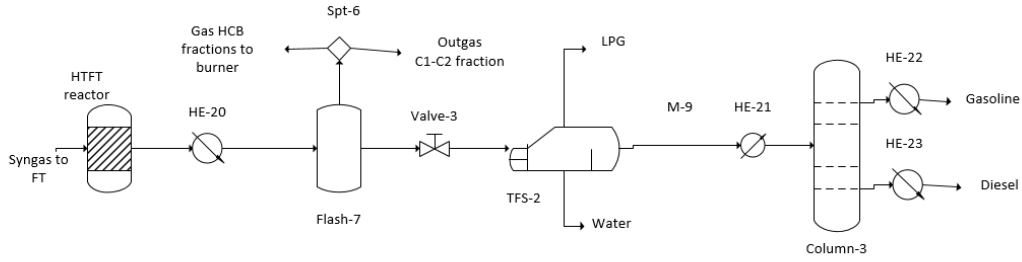 Spt-6
Gas HCB
fractions to
burner
Outgas
C1-C2 fraction
LPG
HTFT
reactor
HE-20
Valve-3
M-9
HE-21
HE-22
Gasoline
HE-23
Syngas to
FT
Flash-7
TFS-2
Water
Diesel
Column-3